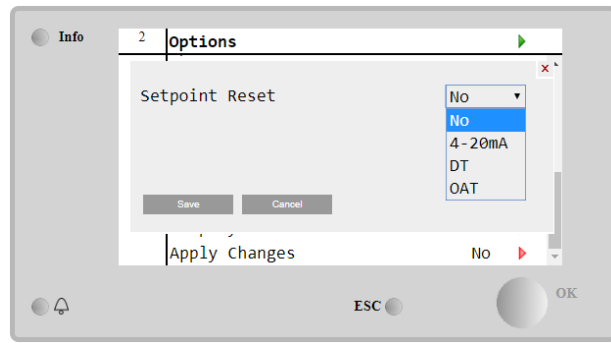 Info
2 Options
x
Setpoint Reset No
No
4-20mA
DT
OAT
Save Cancel
Apply Changes No
ESC
OK